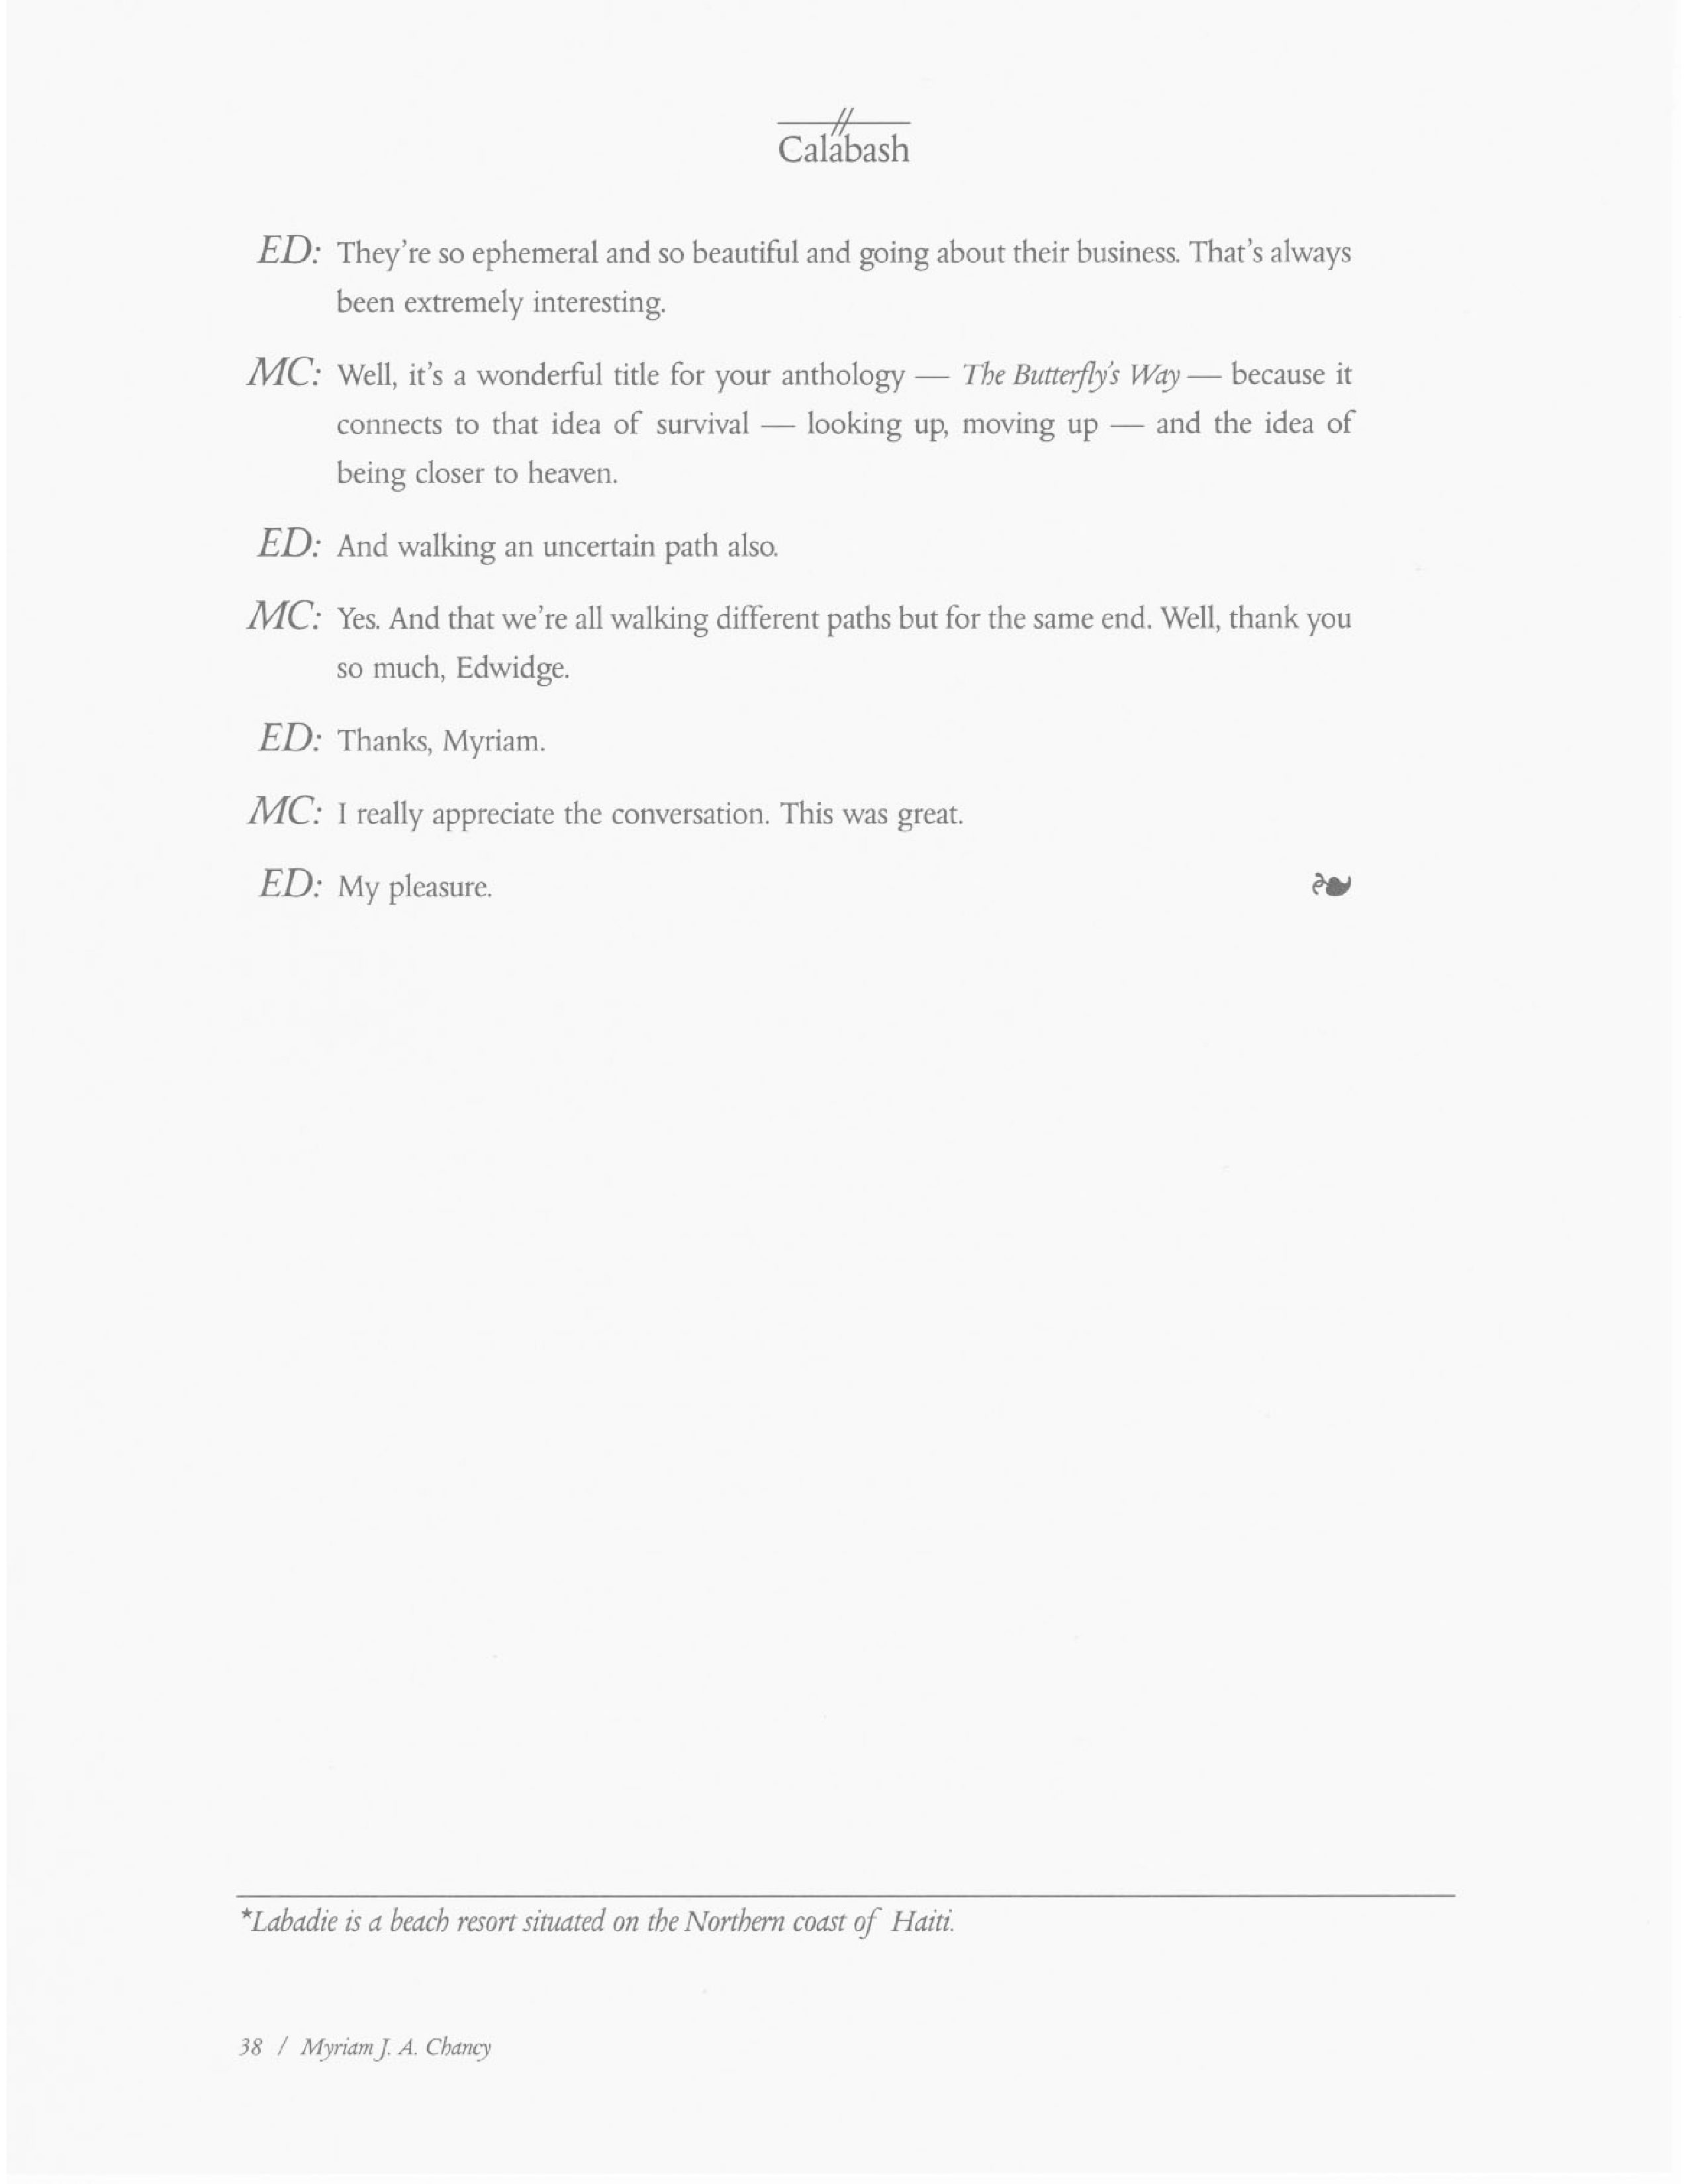 Calabash
ED: They're so ephemeral and so beautiful and going about their business. That's always
been extremely interesting.
MC: Well, it's a wonderful title for your anthology — The Butterfly's Way — because it
connects to that idea of survival — looking up, moving up — and the idea of
being closer to heaven.
ED: And walking an uncertain path also.
MC: Yes. And that we're all walking different paths but for the same end. Well, thank you
so much, Edwidge.
ED: Thanks, Myriam.
MC: I really appreciate the conversation. This was great.
ED: My pleasure.
*Labadie is a beach resort situated on the Northern coast of Haiti.
38 / Myriam J. A. Chancy